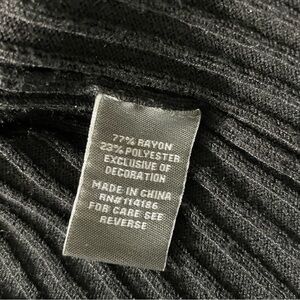 77% RAYON
23% POLYESTER
EXCLUSIVE OF
DECORATION
MADE IN CHINA
RN# 114186
FOR CARE SEE
REVERSE